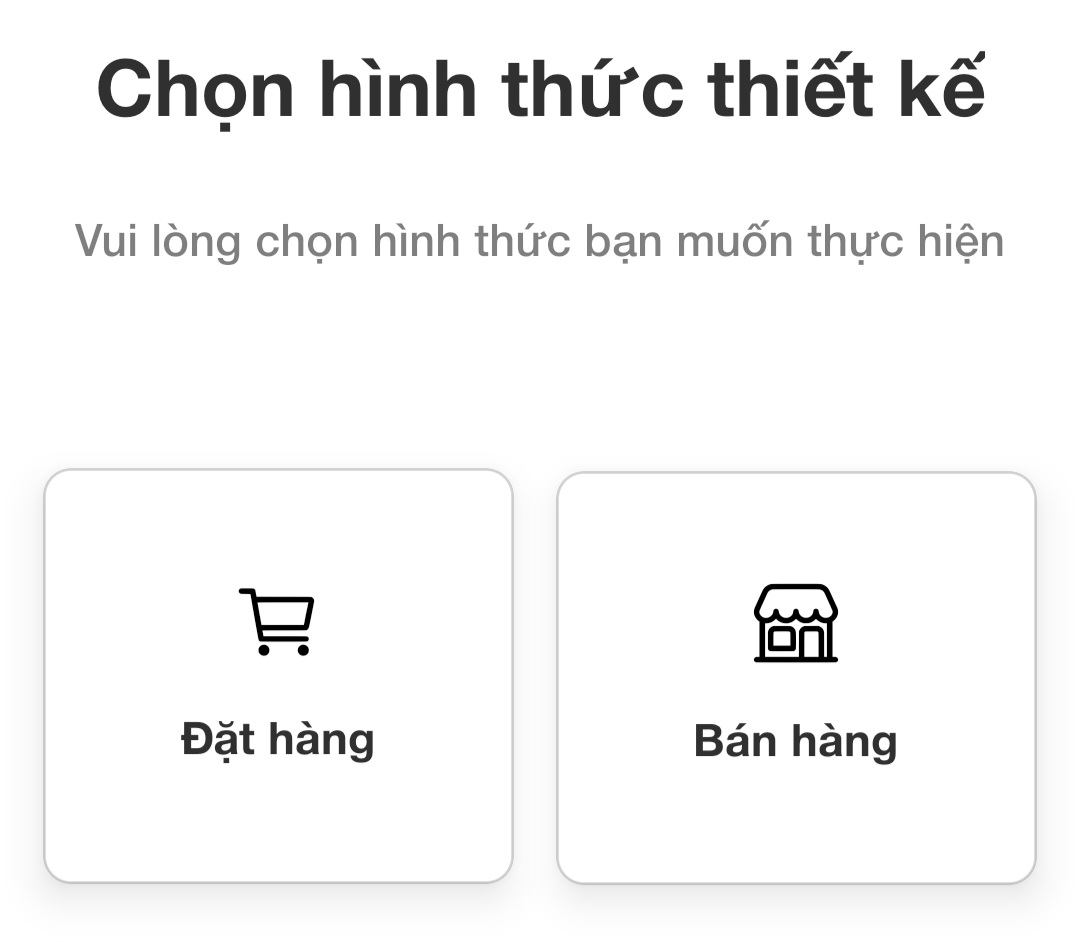 Chọn hình thức thiết kế
Vui lòng chọn hình thức bạn muốn thực hiện
Đặt hàng
Bán hàng